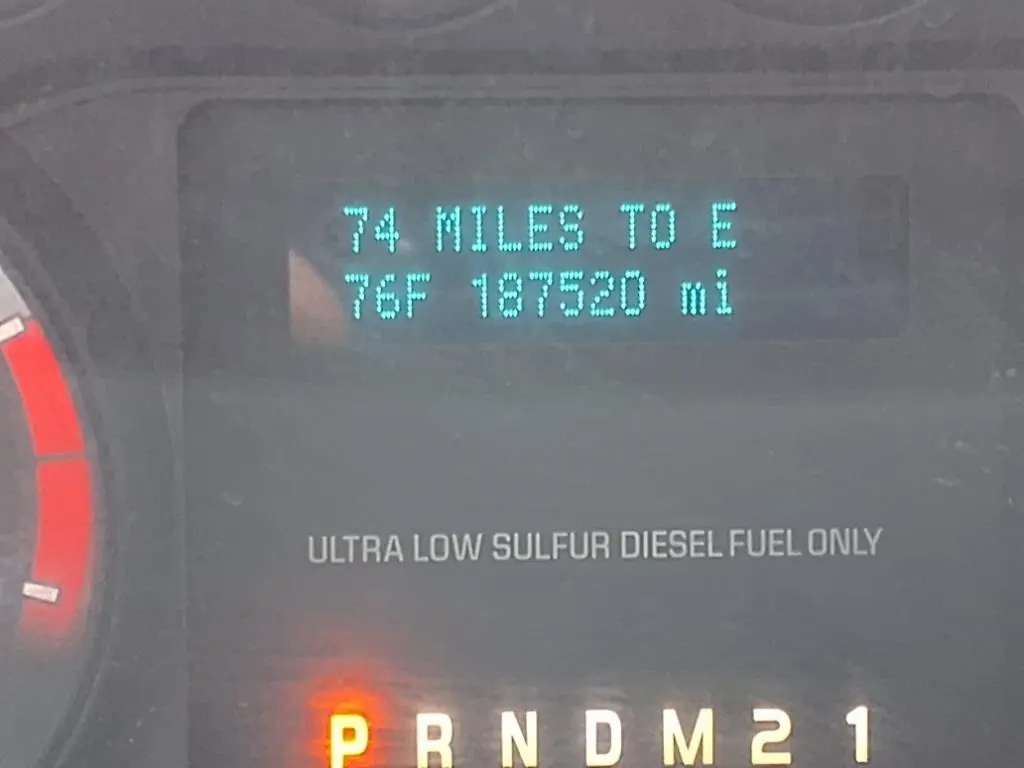 74 MILES TO E
76F 187520 mi
ULTRA LOW SULFUR DIESEL FUEL ONLY
P R N D M 2 1